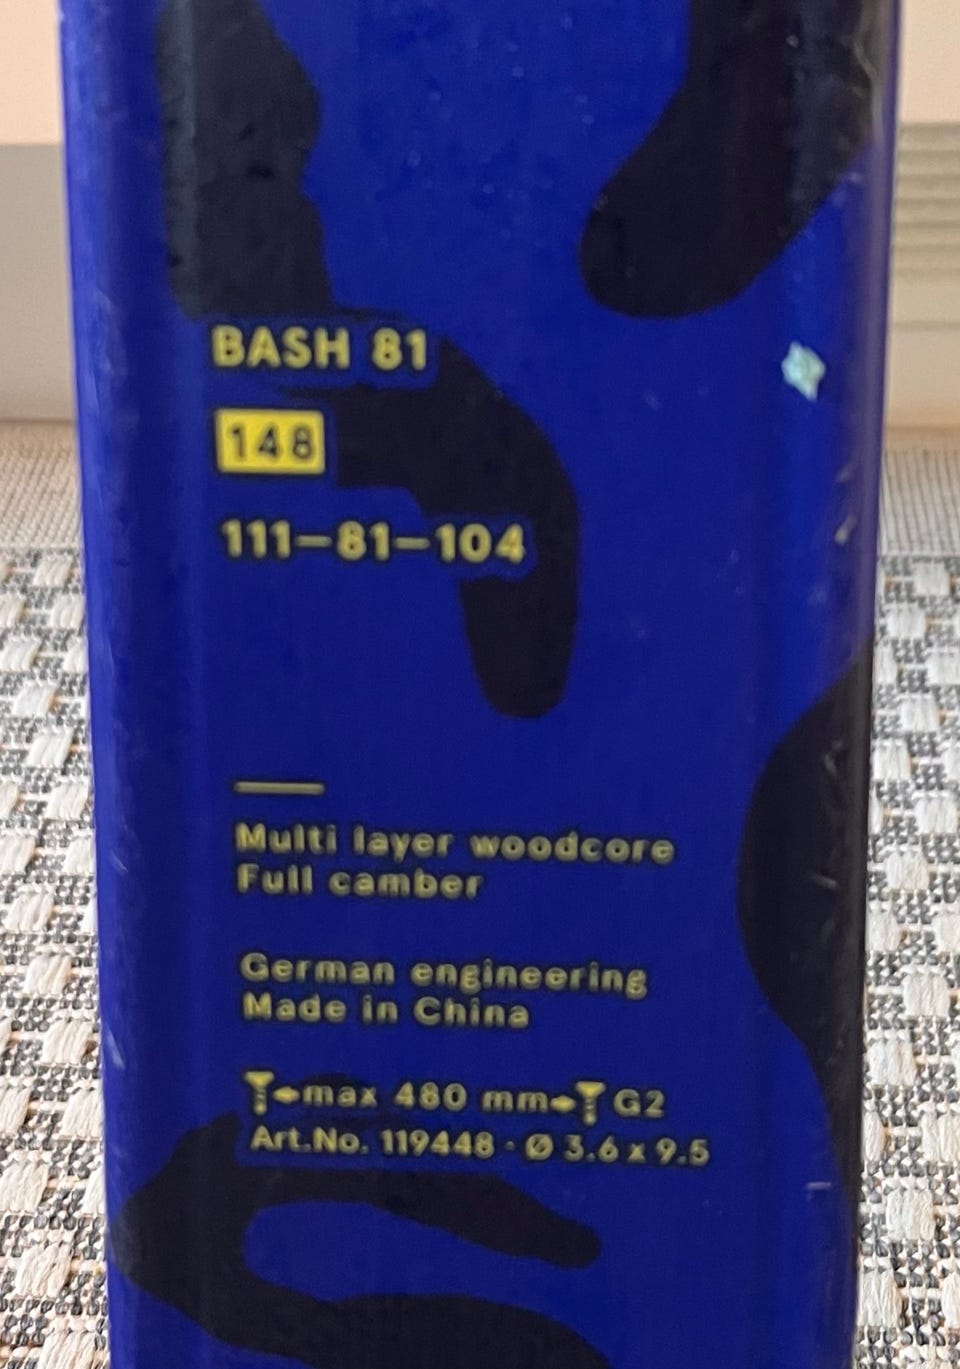 BASH 81
148
111–81–104
Multi layer woodcore
Full camber
German engineering
Made in China
max 480 mm G2
Art.No. 119448 · Ø 3.6 x 9.5